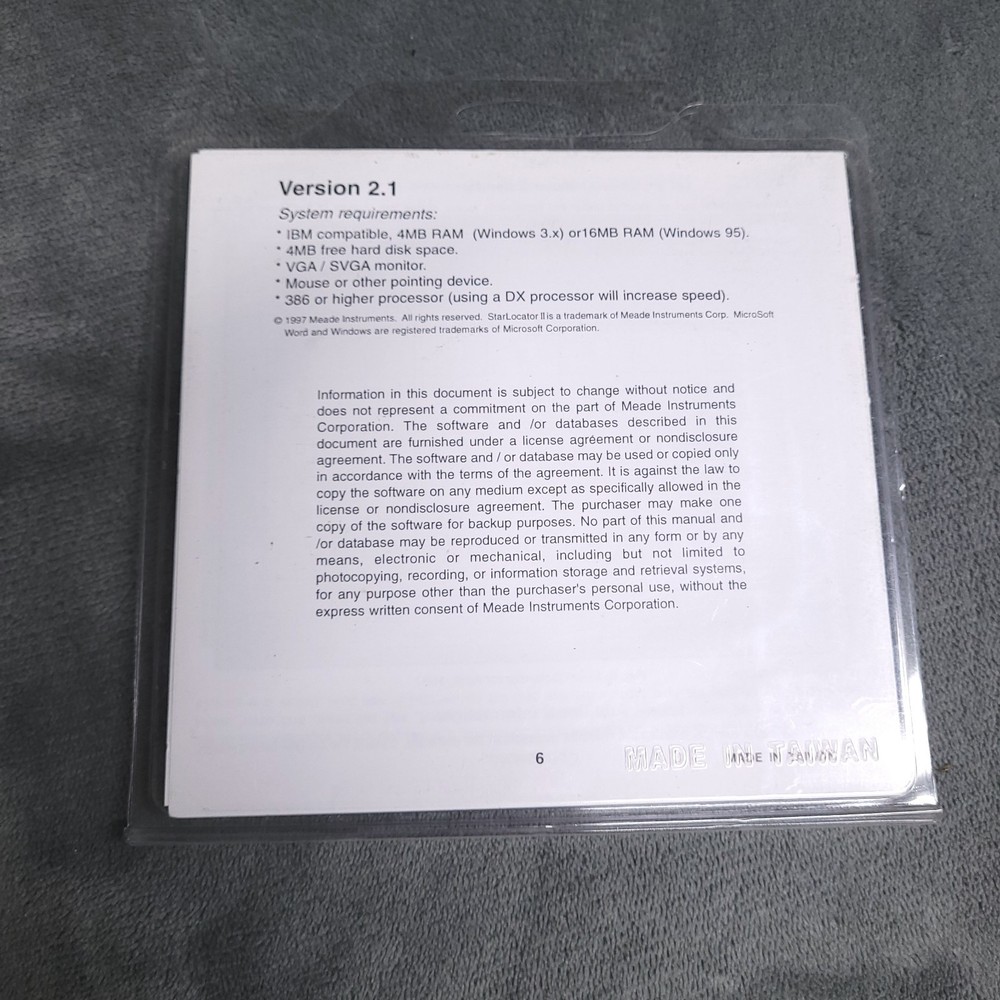 Version 2.1
System requirements:
* IBM compatible, 4MB RAM (Windows 3.x) or16MB RAM (Windows 95).
* 4MB free hard disk space.
* VGA / SVGA monitor.
* Mouse or other pointing device.
* 386 or higher processor (using a DX processor will increase speed).
© 1997 Meade Instruments. All rights reserved. StarLocator II is a trademark of Meade Instruments Corp. MicroSoft
Word and Windows are registered trademarks of Microsoft Corporation.
Information in this document is subject to change without notice and
does not represent a commitment on the part of Meade Instruments
Corporation. The software and /or databases described in this
document are furnished under a license agreement or nondisclosure
agreement. The software and / or database may be used or copied only
in accordance with the terms of the agreement. It is against the law to
copy the software on any medium except as specifically allowed in the
license or nondisclosure agreement. The purchaser may make one
copy of the software for backup purposes. No part of this manual and
/or database may be reproduced or transmitted in any form or by any
means, electronic or mechanical, including but not limited to
photocopying, recording, or information storage and retrieval systems,
for any purpose other than the purchaser's personal use, without the
express written consent of Meade Instruments Corporation.
6
MADE IN TAIWAN
MADE IN TAIWAN